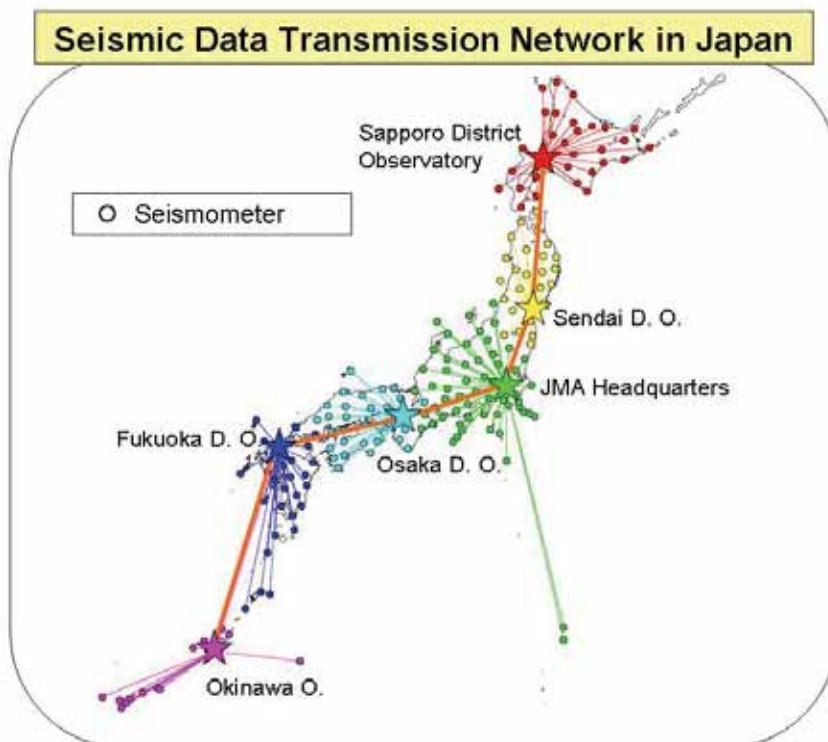 Seismic Data Transmission Network in Japan
Sapporo District
Observatory
Seismometer
Sendai D. O.
JMA Headquarters
Fukuoka D. O
Osaka D. O.
Okinawa O.